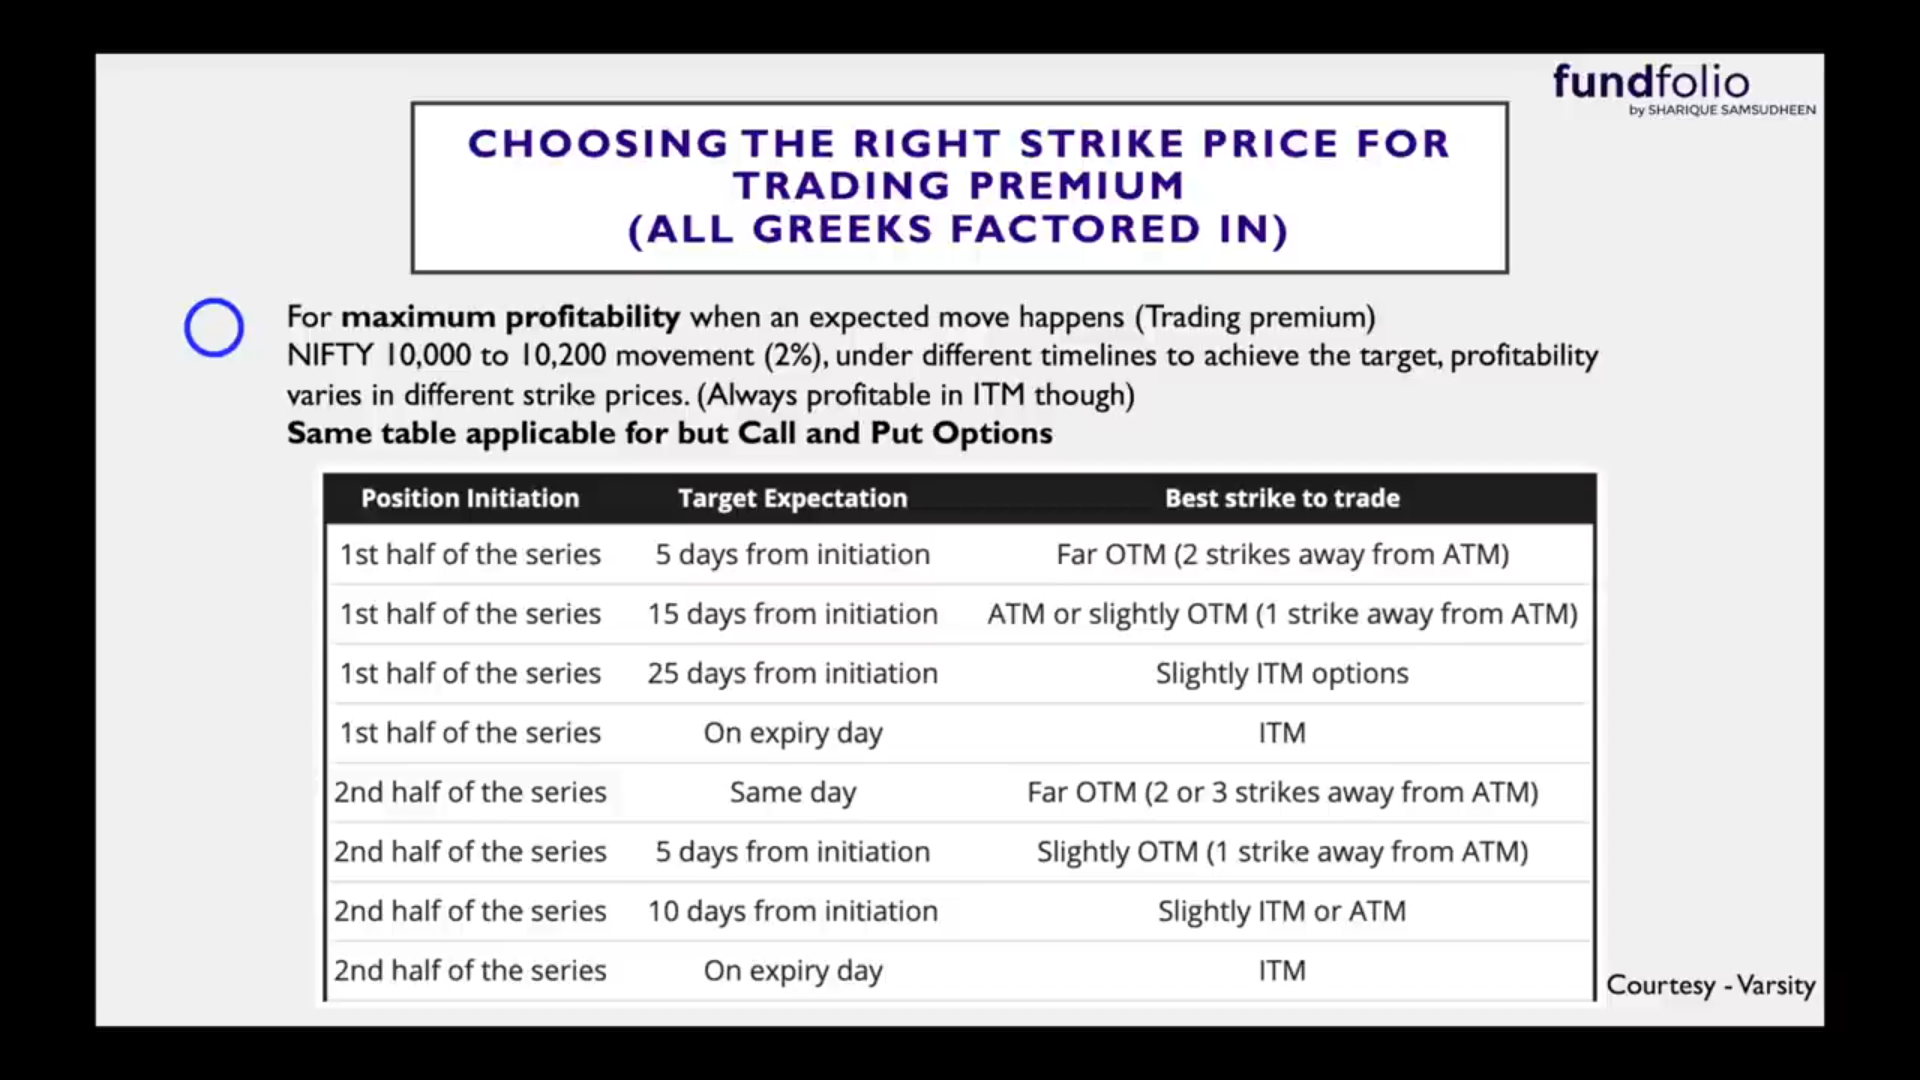 fundfolio
by SHARIQUE SAMSUDHEEN
CHOOSING THE RIGHT STRIKE PRICE FOR
TRADING PREMIUM
(ALL GREEKS FACTORED IN)
For maximum profitability when an expected move happens (Trading premium)
NIFTY 10,000 to 10,200 movement (2%), under different timelines to achieve the target, profitability
varies in different strike prices. (Always profitable in ITM though)
Same table applicable for but Call and Put Options
Position Initiation Target Expectation Best strike to trade
1st half of the series 5 days from initiation Far OTM (2 strikes away from ATM)
1st half of the series 15 days from initiation ATM or slightly OTM (1 strike away from ATM)
1st half of the series 25 days from initiation Slightly ITM options
1st half of the series On expiry day ITM
2nd half of the series Same day Far OTM (2 or 3 strikes away from ATM)
2nd half of the series 5 days from initiation Slightly OTM (1 strike away from ATM)
2nd half of the series 10 days from initiation Slightly ITM or ATM
2nd half of the series On expiry day ITM
Courtesy - Varsity